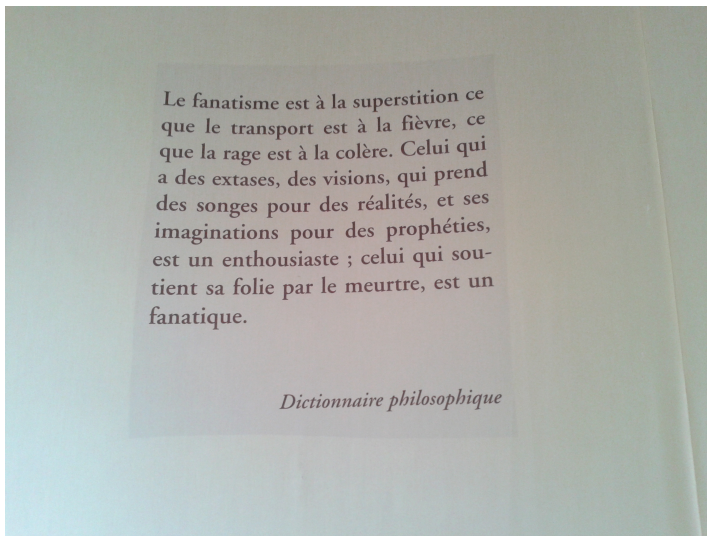 Le fanatisme est à la superstition ce
que le transport est à la fièvre, ce
que la rage est à la colère. Celui qui
a des extases, des visions, qui prend
des songes pour des réalités, et ses
imaginations pour des prophéties,
est un enthousiaste ; celui qui sou-
tient sa folie par le meurtre, est un
fanatique.
Dictionnaire philosophique